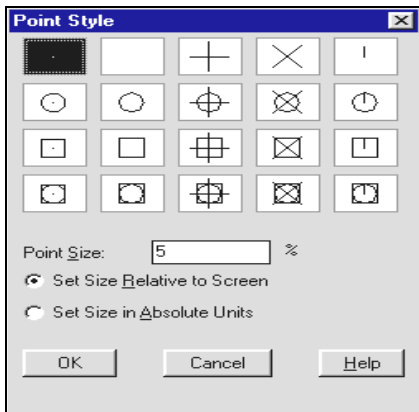 Point Style
Point Size: 5 %
Set Size Relative to Screen
Set Size in Absolute Units
OK Cancel Help